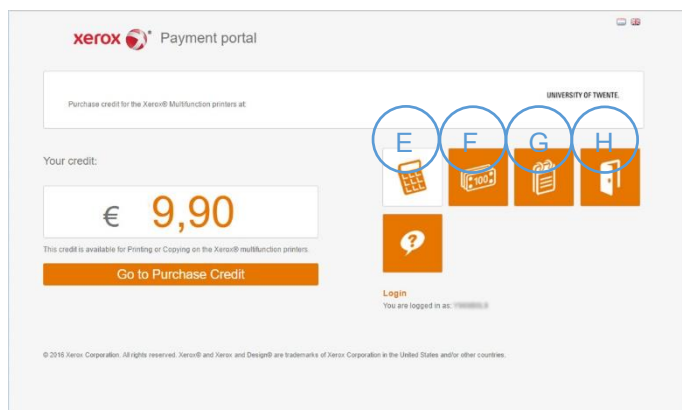 xerox Payment portal
Purchase credit for the Xerox® Multifunction printers at:
UNIVERSITY OF TWENTE.
E F G H
100
Your credit:
€ 9,90
This credit is available for Printing or Copying on the Xerox® multifunction printers.
Go to Purchase Credit
?
Login
You are logged in as:
© 2016 Xerox Corporation. All rights reserved. Xerox® and Xerox and Design® are trademarks of Xerox Corporation in the United States and/or other countries.